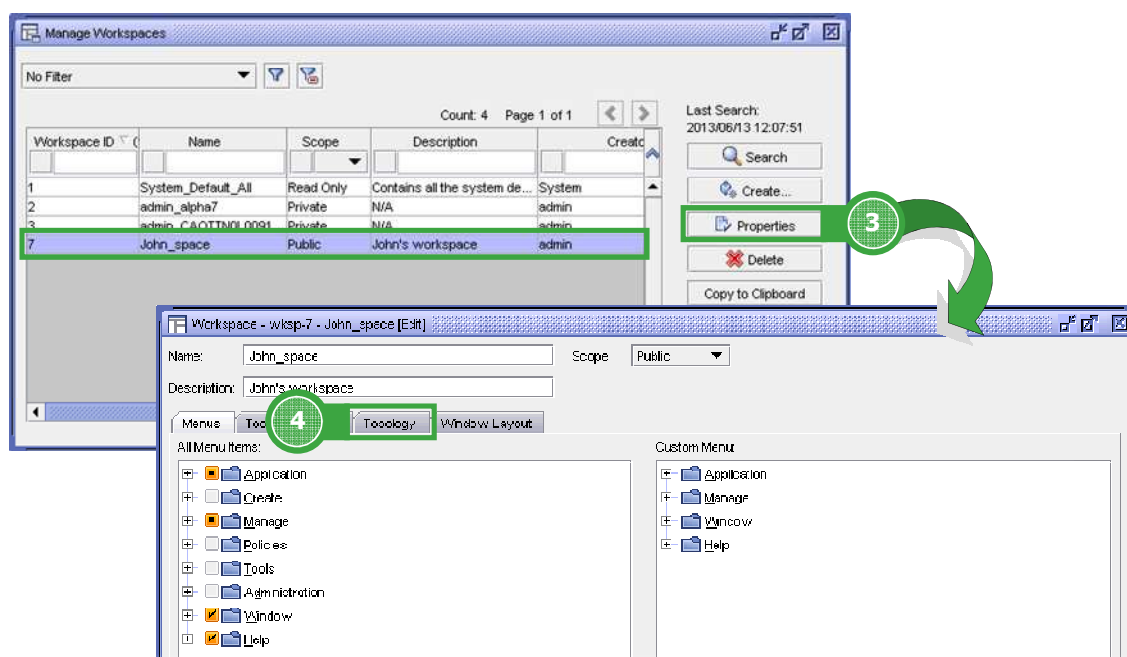 Manage Workspaces
No Filter
Count: 4 Page 1 of 1
Last Search:
2013/06/13 12:07:51
Workspace ID Name Scope Description
Search
Create...
Properties
Delete
Copy to Clipboard
3
1 System_Default_All Read Only Contains all the system de... System
2 admin_alpha7 Private N/A admin
3 admin_CAOTTN0L0091 Private N/A admin
7 John_space Public John's workspace admin
Workspace - wksp-7 - John_space [Edit]
Name: John_space Scope Public
Description: John's workspace
Menus 4 Topology Window Layout
All Menu Items: Custom Menu
Application
Create
Manage
Policies
Tools
Administration
Window
Help
Application
Manage
Window
Help